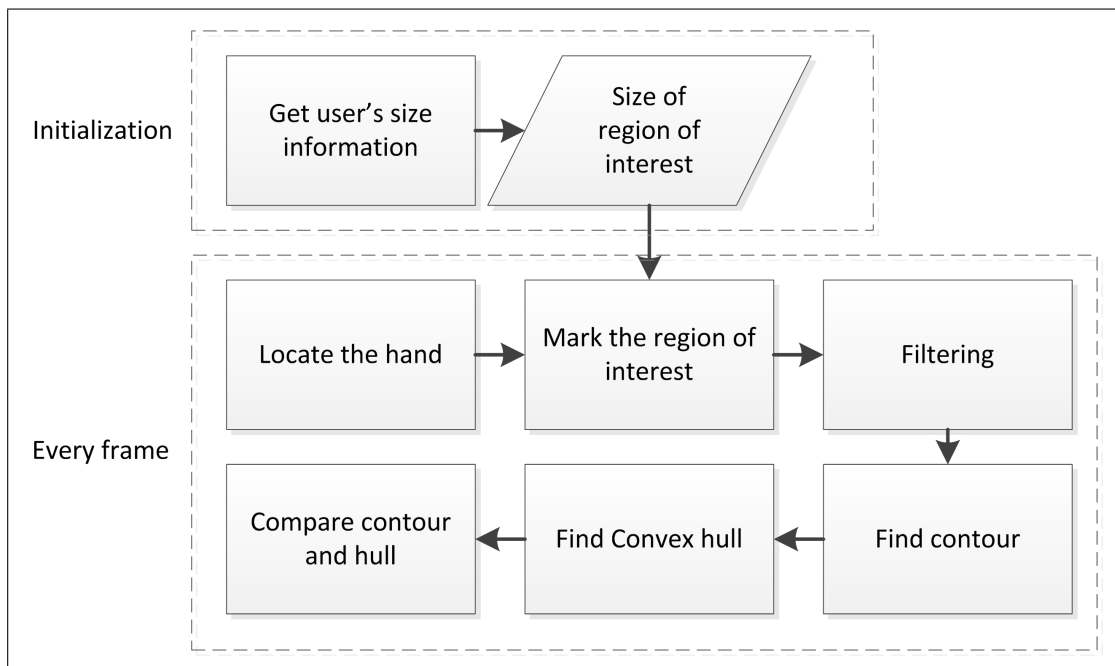 Initialization
Get user's size
information
Size of
region of
interest
Every frame
Locate the hand
Mark the region of
interest
Filtering
Compare contour
and hull
Find Convex hull
Find contour